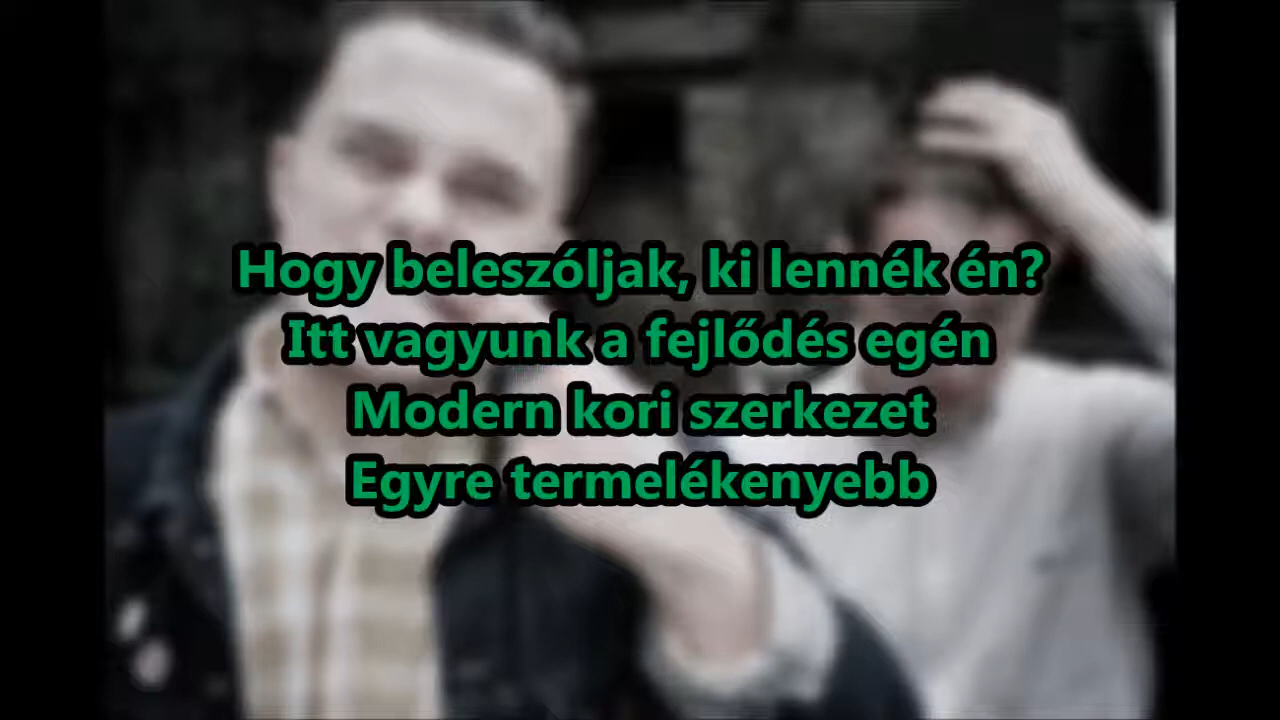 Hogy beleszóljak, ki lennék én?
Itt vagyunk a fejlődés egén
Modern kori szerkezet
Egyre termelékenyebb